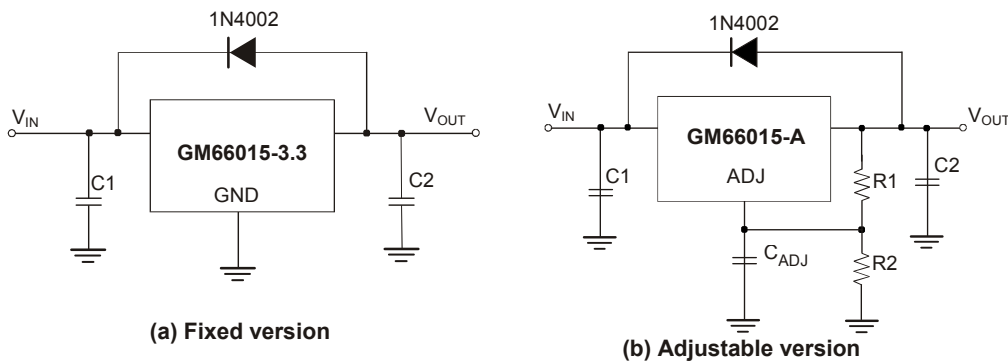 1N4002
V_IN
V_OUT
GM66015-3.3
C1
C2
GND
(a) Fixed version
1N4002
V_IN
V_OUT
GM66015-A
C1
ADJ
R1
C2
C_ADJ
R2
(b) Adjustable version